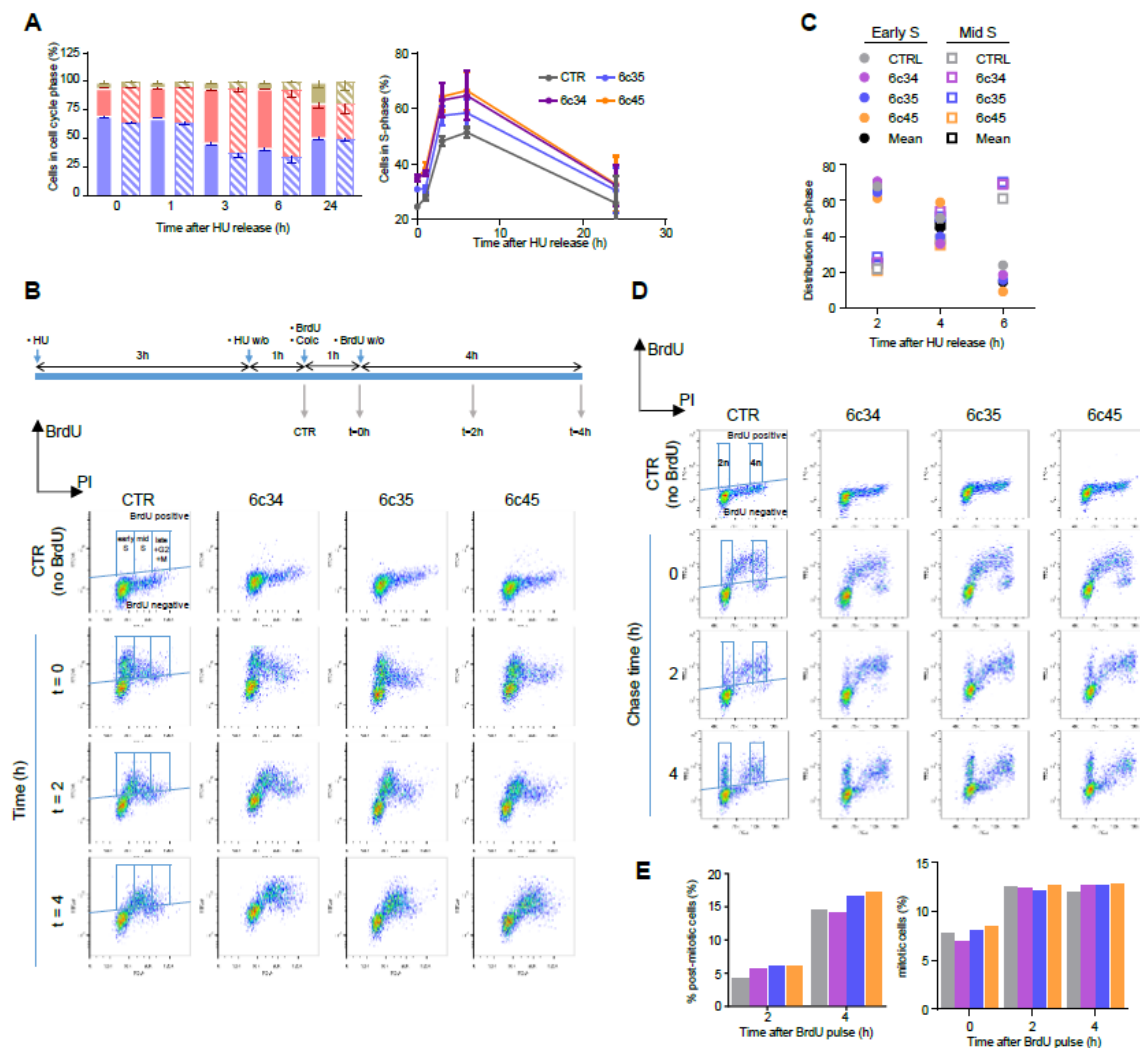 A
Cells in cell cycle phase (%)
125
100
75
50
25
0
0 1 3 6 24
Time after HU release (h)
Cells in S-phase (%)
80
60
40
20
CTR 6c35
6c34 6c45
0 10 20 30
Time after HU release (h)
C
Early S Mid S
CTRL CTRL
6c34 6c34
6c35 6c35
6c45 6c45
Mean Mean
Distribution in S-phase
80
60
40
20
0
2 4 6
Time after HU release (h)
B
• HU
• HU w/o
• BrdU
• Colc
• BrdU w/o
3h 1h 1h 4h
CTR t=0h t=2h t=4h
BrdU
PI
CTR 6c34 6c35 6c45
CTR
(no BrdU)
BrdU positive
early S
mid S
late +G2 +M
BrdU negative
Time (h)
t = 0
t = 2
t = 4
D
BrdU
PI
CTR 6c34 6c35 6c45
CTR
(no BrdU)
BrdU positive
2n 4n
BrdU negative
Chase time (h)
0
2
4
E
% post-mitotic cells
20
15
10
5
0
2 4
Time after BrdU pulse (h)
mitotic cells (%)
15
10
5
0
0 2 4
Time after BrdU pulse (h)